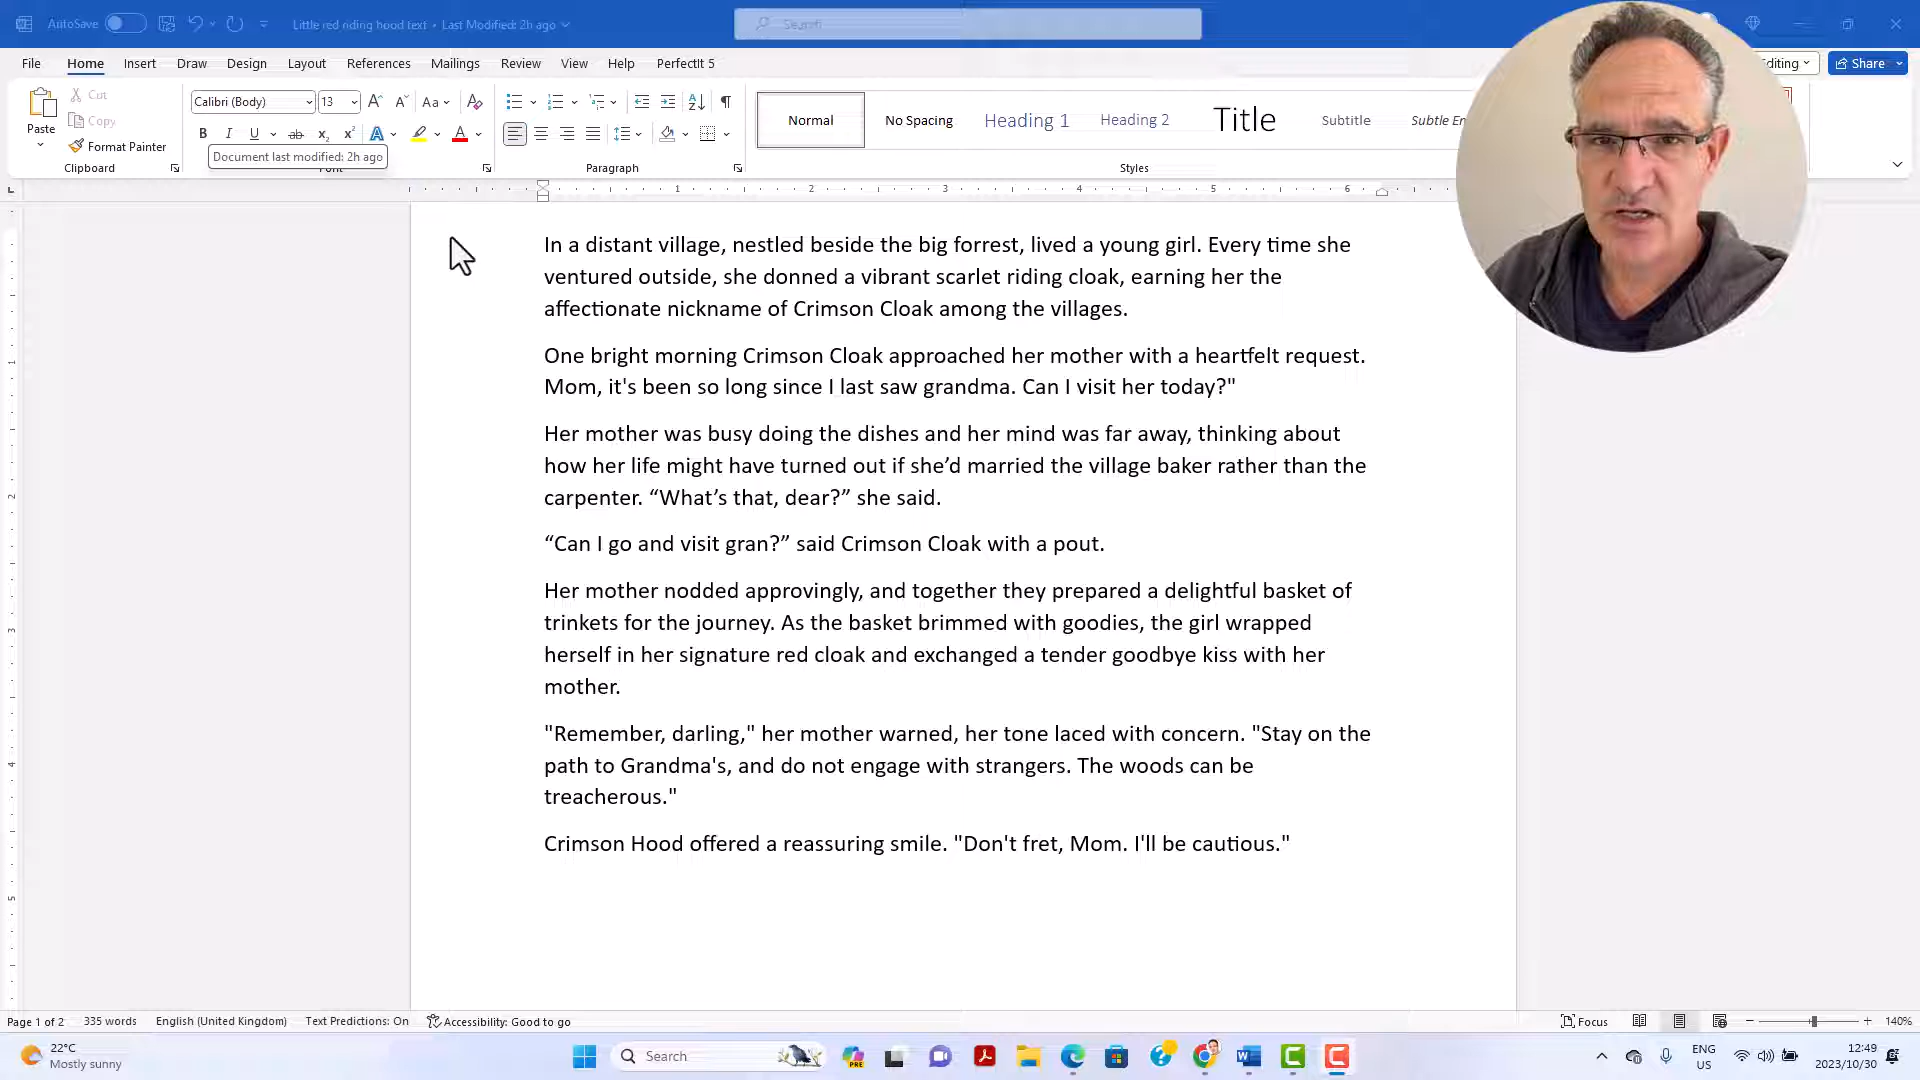 AutoSave
Little red riding hood text • Last Modified: 2h ago
Search
File Home Insert Draw Design Layout References Mailings Review View Help PerfectIt 5
Share
Calibri (Body) 13
Aa
Cut
Copy
Paste
Format Painter
Document last modified: 2h ago
Normal No Spacing Heading 1 Heading 2 Title Subtitle
Clipboard Paragraph Styles
1 2 3 4 5 6
In a distant village, nestled beside the big forrest, lived a young girl. Every time she
ventured outside, she donned a vibrant scarlet riding cloak, earning her the
affectionate nickname of Crimson Cloak among the villages.
One bright morning Crimson Cloak approached her mother with a heartfelt request.
Mom, it's been so long since I last saw grandma. Can I visit her today?"
Her mother was busy doing the dishes and her mind was far away, thinking about
how her life might have turned out if she’d married the village baker rather than the
carpenter. “What’s that, dear?” she said.
“Can I go and visit gran?” said Crimson Cloak with a pout.
Her mother nodded approvingly, and together they prepared a delightful basket of
trinkets for the journey. As the basket brimmed with goodies, the girl wrapped
herself in her signature red cloak and exchanged a tender goodbye kiss with her
mother.
"Remember, darling," her mother warned, her tone laced with concern. "Stay on the
path to Grandma's, and do not engage with strangers. The woods can be
treacherous."
Crimson Hood offered a reassuring smile. "Don't fret, Mom. I'll be cautious."
Page 1 of 2 335 words English (United Kingdom) Text Predictions: On Accessibility: Good to go
Focus 140%
22°C
Mostly sunny
Search
PRE
ENG
US
12:49
2023/10/30